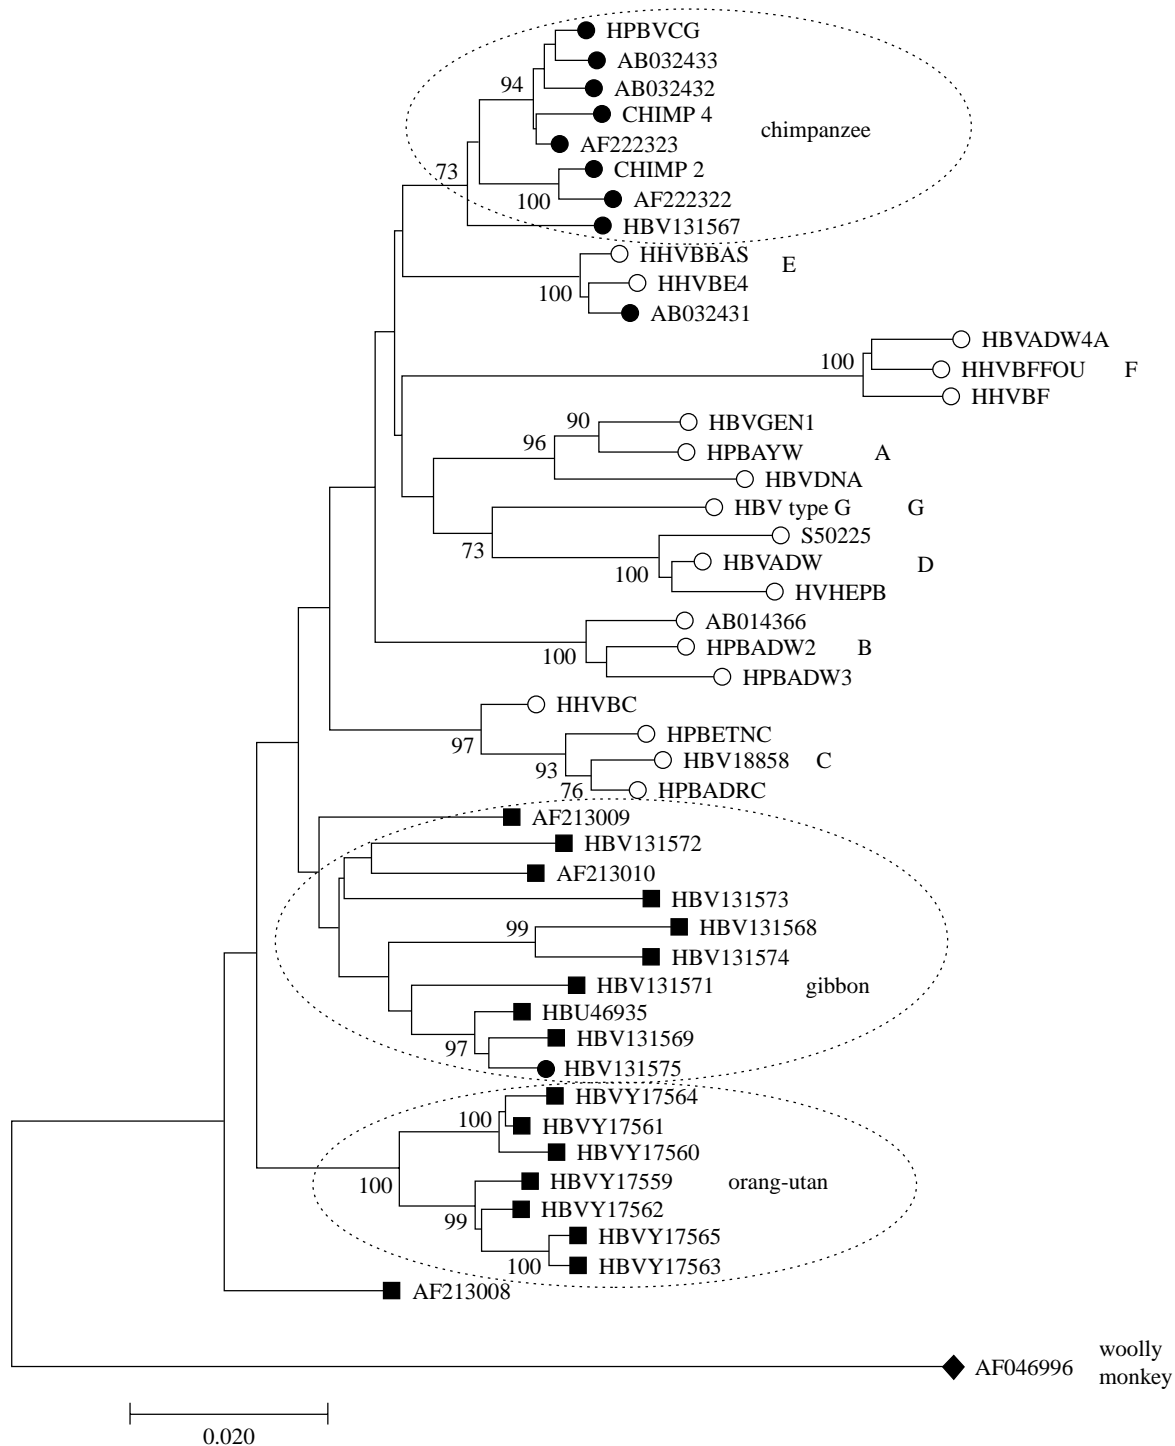 HPBVCG
AB032433
94
AB032432
CHIMP 4
chimpanzee
AF222323
73
CHIMP 2
100
AF222322
HBV131567
HHVBBAS
E
HHVBE4
100
AB032431
HBVADW4A
100
HHVBFFOU
F
HHVBF
90
HBVGEN1
96
HPBAYW
A
HBVDNA
HBV type G
G
S50225
73
HBVADW
D
100
HVHEPB
AB014366
HPBADW2
B
100
HPBADW3
HHVBC
97
HPBETNC
HBV18858
C
93
76
HPBADRC
AF213009
HBV131572
AF213010
HBV131573
99
HBV131568
HBV131574
HBV131571
gibbon
HBU46935
HBV131569
97
HBV131575
HBVY17564
100
HBVY17561
HBVY17560
100
HBVY17559
orang-utan
HBVY17562
99
HBVY17565
100
HBVY17563
AF213008
woolly
AF046996
monkey
0.020